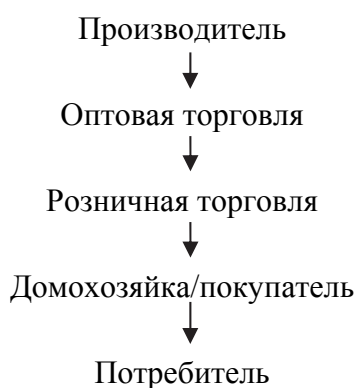 Производитель
Оптовая торговля
Розничная торговля
Домохозяйка/покупатель
Потребитель